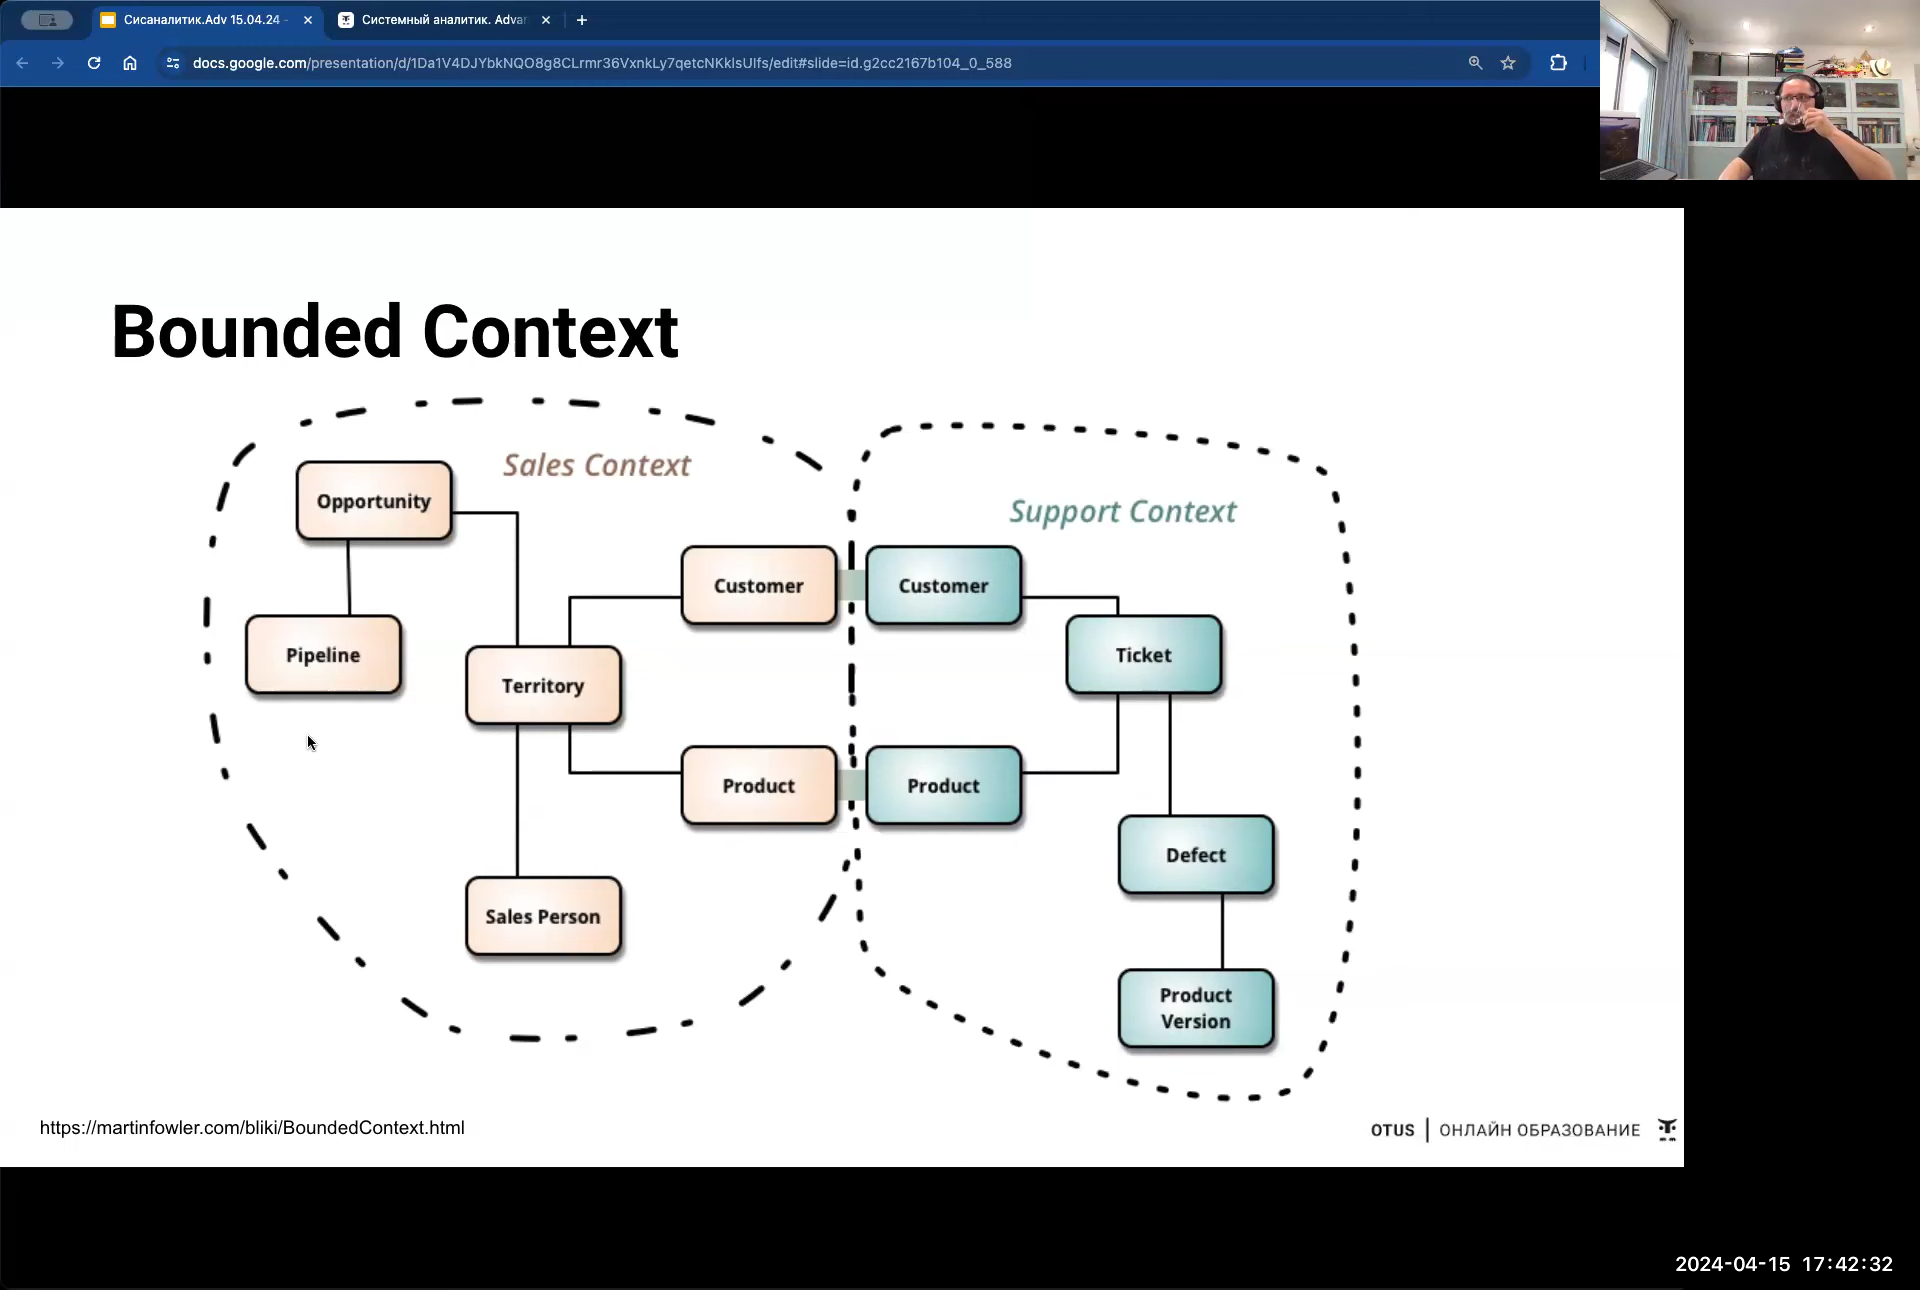 Сисаналитик.Adv 15.04.24 -
Системный аналитик. Advan
docs.google.com/presentation/d/1Da1V4DJYbkNQO8g8CLrmr36VxnkLy7qetcNKklsUlfs/edit#slide=id.g2cc2167b104_0_588
Bounded Context
Sales Context
Support Context
Opportunity
Customer
Customer
Pipeline
Ticket
Territory
Product
Product
Defect
Sales Person
Product
Version
https://martinfowler.com/bliki/BoundedContext.html
OTUS | ОНЛАЙН ОБРАЗОВАНИЕ
2024-04-15 17:42:32